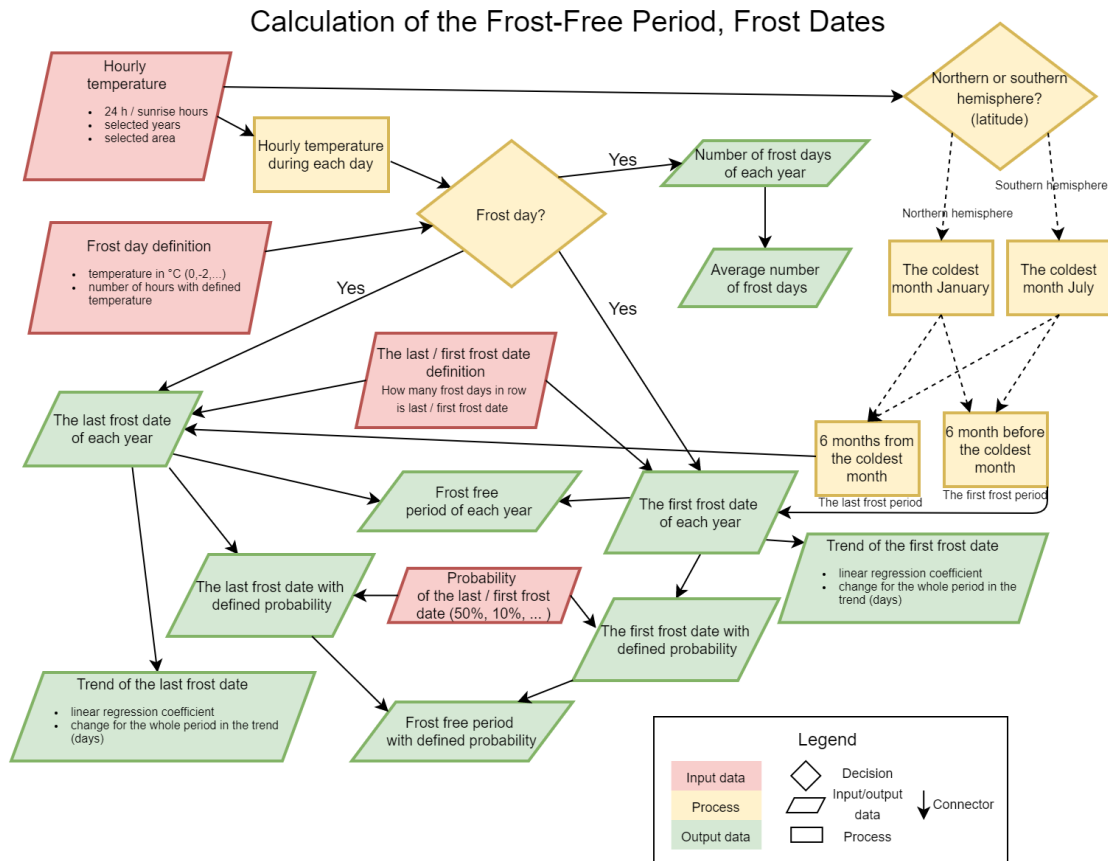 Calculation of the Frost-Free Period, Frost Dates
Hourly
temperature
24 h / sunrise hours
selected years
selected area
Northern or southern
hemisphere?
(latitude)
Hourly temperature
during each day
Yes
Number of frost days
of each year
Southern hemisphere
Northern hemisphere
Frost day?
Frost day definition
temperature in °C (0,-2,...)
number of hours with defined
temperature
Average number
of frost days
The coldest
month January
The coldest
month July
Yes
Yes
The last / first frost date
definition
How many frost days in row
is last / first frost date
The last frost date
of each year
6 months from
the coldest
month
The last frost period
6 month before
the coldest
month
The first frost period
Frost free
period of each year
The first frost date
of each year
Trend of the first frost date
linear regression coefficient
change for the whole period in the
trend (days)
The last frost date with
defined probability
Probability
of the last / first frost
date (50%, 10%, ... )
The first frost date with
defined probability
Trend of the last frost date
linear regression coefficient
change for the whole period in the trend
(days)
Frost free period
with defined probability
Legend
Input data
Process
Output data
Decision
Input/output
data
Process
Connector